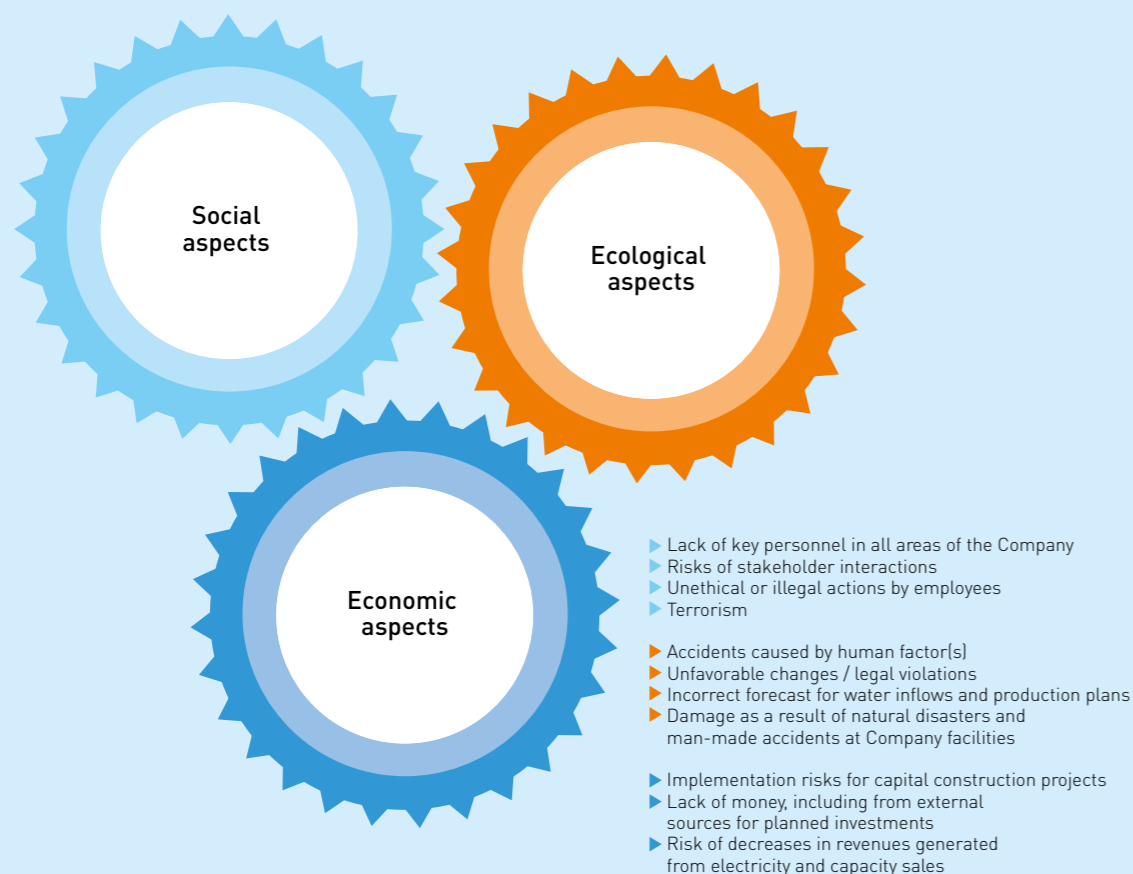 Social
aspects
Ecological
aspects
Economic
aspects
Lack of key personnel in all areas of the Company
Risks of stakeholder interactions
Unethical or illegal actions by employees
Terrorism
Accidents caused by human factor(s)
Unfavorable changes / legal violations
Incorrect forecast for water inflows and production plans
Damage as a result of natural disasters and
man-made accidents at Company facilities
Implementation risks for capital construction projects
Lack of money, including from external
sources for planned investments
Risk of decreases in revenues generated
from electricity and capacity sales